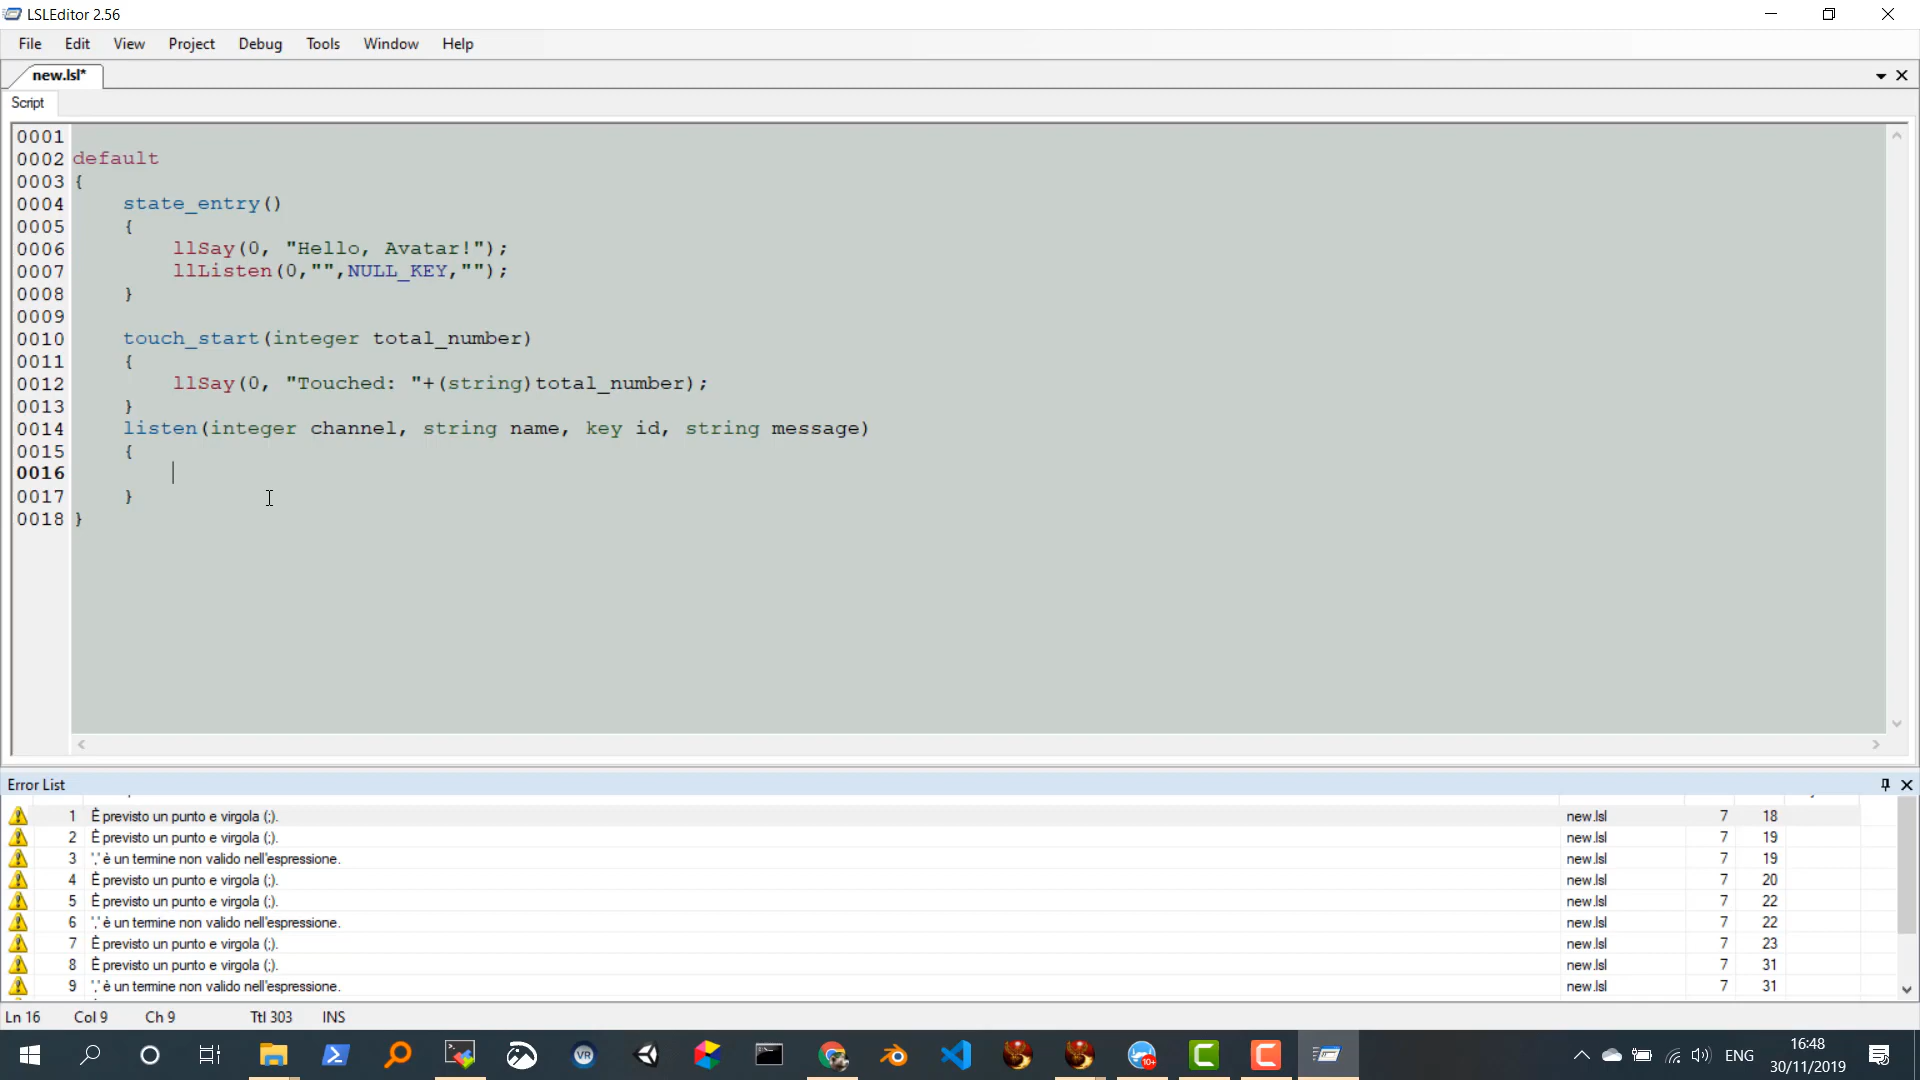 LSLEditor 2.56
File Edit View Project Debug Tools Window Help
new.lsl*
Script
0001
0002 default
0003 {
0004     state_entry()
0005     {
0006         llSay(0, "Hello, Avatar!");
0007         llListen(0,"",NULL_KEY,"");
0008     }
0009
0010     touch_start(integer total_number)
0011     {
0012         llSay(0, "Touched: "+(string)total_number);
0013     }
0014     listen(integer channel, string name, key id, string message)
0015     {
0016
0017     }
0018 }
Error List
1 È previsto un punto e virgola (;). new.lsl 7 18
2 È previsto un punto e virgola (;). new.lsl 7 19
3 ',' è un termine non valido nell'espressione. new.lsl 7 19
4 È previsto un punto e virgola (;). new.lsl 7 20
5 È previsto un punto e virgola (;). new.lsl 7 22
6 ',' è un termine non valido nell'espressione. new.lsl 7 22
7 È previsto un punto e virgola (;). new.lsl 7 23
8 È previsto un punto e virgola (;). new.lsl 7 31
9 ',' è un termine non valido nell'espressione. new.lsl 7 31
Ln 16 Col 9 Ch 9 Ttl 303 INS
VR
10+
ENG
16:48
30/11/2019